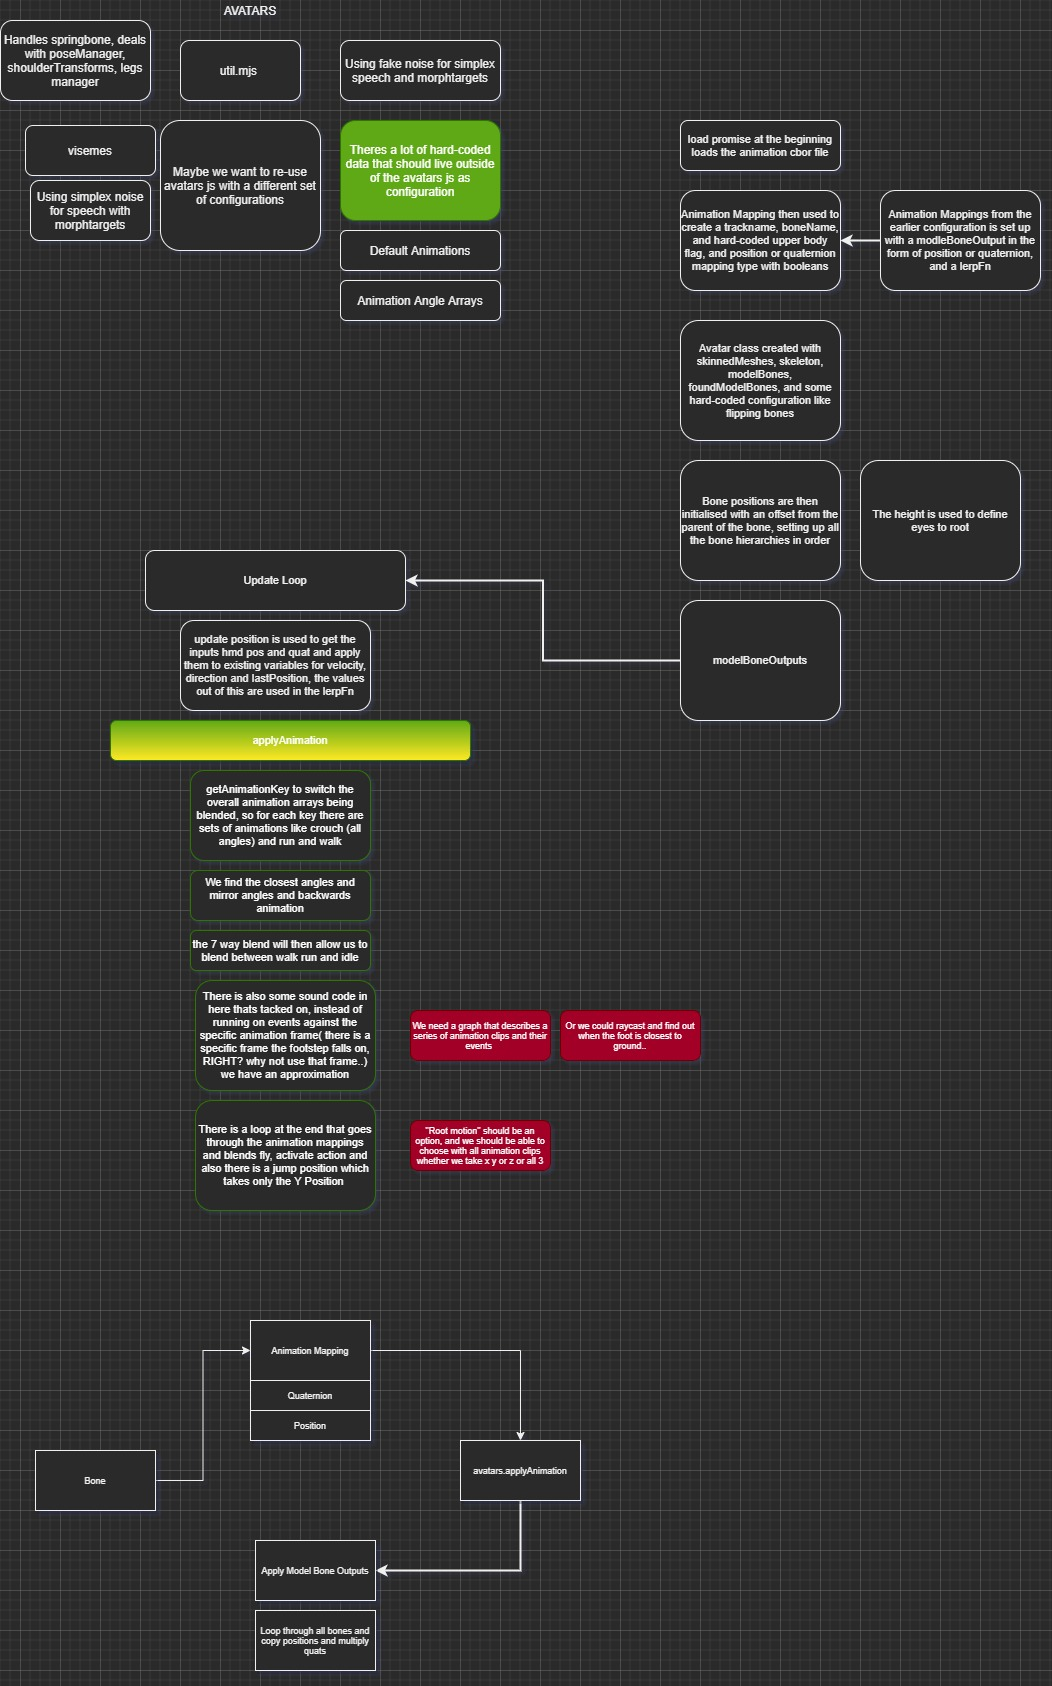 AVATARS
Handles springbone, deals
with poseManager,
shoulderTransforms, legs
manager
util.mjs
Using fake noise for simplex
speech and morphtargets
visemes
Using simplex noise
for speech with
morphtargets
Maybe we want to re-use
avatars js with a different set
of configurations
Theres a lot of hard-coded
data that should live outside
of the avatars js as
configuration
Default Animations
Animation Angle Arrays
load promise at the beginning
loads the animation cbor file
Animation Mapping then used to
create a trackname, boneName,
and hard-coded upper body
flag, and position or quaternion
mapping type with booleans
Animation Mappings from the
earlier configuration is set up
with a modleBoneOutput in the
form of position or quaternion,
and a lerpFn
Avatar class created with
skinnedMeshes, skeleton,
modelBones,
foundModelBones, and some
hard-coded configuration like
flipping bones
Bone positions are then
initialised with an offset from the
parent of the bone, setting up all
the bone hierarchies in order
The height is used to define
eyes to root
modelBoneOutputs
Update Loop
update position is used to get the
inputs hmd pos and quat and apply
them to existing variables for velocity,
direction and lastPosition, the values
out of this are used in the lerpFn
applyAnimation
getAnimationKey to switch the
overall animation arrays being
blended, so for each key there are
sets of animations like crouch (all
angles) and run and walk
We find the closest angles and
mirror angles and backwards
animation
the 7 way blend will then allow us to
blend between walk run and idle
There is also some sound code in
here thats tacked on, instead of
running on events against the
specific animation frame( there is a
specific frame the footstep falls on,
RIGHT? why not use that frame..)
we have an approximation
We need a graph that describes a
series of animation clips and their
events
Or we could raycast and find out
when the foot is closest to
ground..
There is a loop at the end that goes
through the animation mappings
and blends fly, activate action and
also there is a jump position which
takes only the Y Position
"Root motion" should be an
option, and we should be able to
choose with all animation clips
whether we take x y or z or all 3
Animation Mapping
Quaternion
Position
Bone
avatars.applyAnimation
Apply Model Bone Outputs
Loop through all bones and
copy positions and multiply
quats